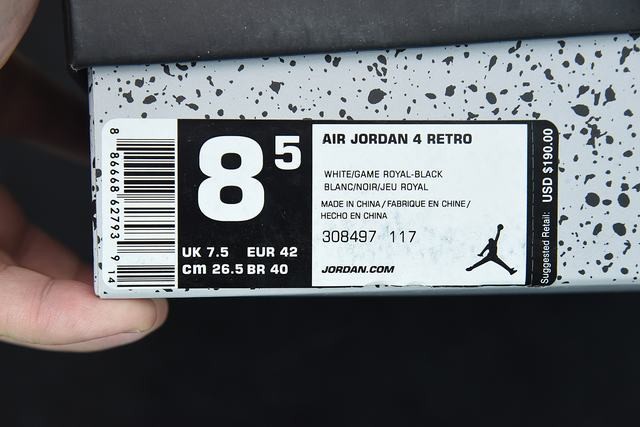 8 86668 62793 9 14
8 5
UK 7.5 EUR 42
cm 26.5 BR 40
AIR JORDAN 4 RETRO
WHITE/GAME ROYAL-BLACK
BLANC/NOIR/JEU ROYAL
MADE IN CHINA/FABRIQUE EN CHINE/
HECHO EN CHINA
308497 117
JORDAN.COM
Suggested Retail: USD $190.00